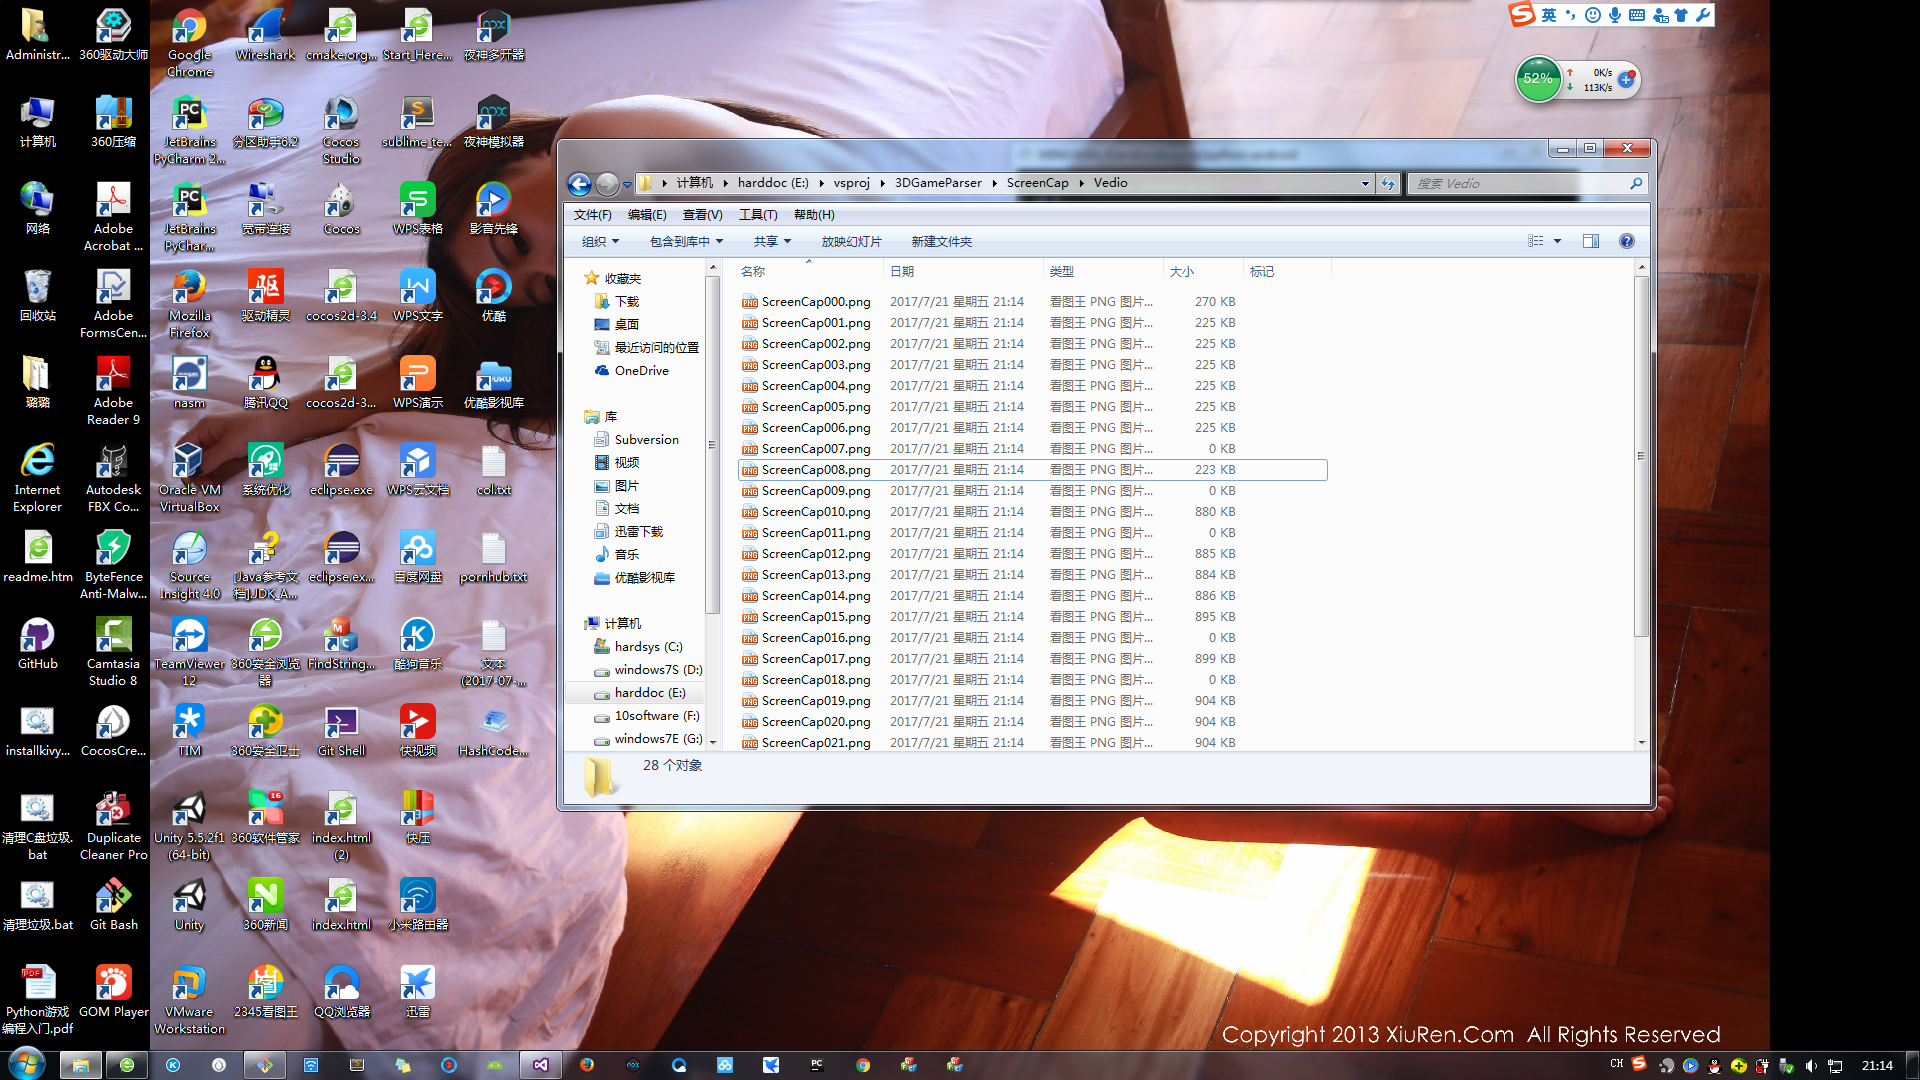 Administr...
360驱动大师
Google Chrome
Wireshark
cmake.org...
Start_Here...
夜神多开器
计算机
360压缩
JetBrains PyCharm 2...
分区助手6.2
Cocos Studio
sublime_te...
夜神模拟器
网络
Adobe Acrobat ...
JetBrains PyChar...
宽带连接
Cocos
WPS表格
影音先锋
回收站
Adobe FormsCen...
Mozilla Firefox
驱动精灵
cocos2d-3.4
WPS文字
优酷
璐璐
Adobe Reader 9
nasm
腾讯QQ
cocos2d-3...
WPS演示
优酷影视库
Internet Explorer
Autodesk FBX Co...
Oracle VM VirtualBox
系统优化
eclipse.exe
WPS云文档
col.txt
readme.htm
ByteFence Anti-Malw...
Source Insight 4.0
[Java参考文档].JDK_A...
eclipse.ex...
百度网盘
pornhub.txt
GitHub
Camtasia Studio 8
TeamViewer 12
360安全浏览器
FindString...
酷狗音乐
文本 (2017-07-...
installkivy...
CocosCre...
TIM
360安全卫士
Git Shell
快视频
HashCode...
清理C盘垃圾.bat
Duplicate Cleaner Pro
Unity 5.5.2f1 (64-bit)
360软件管家
16
index.html (2)
快压
清理垃圾.bat
Git Bash
Unity
360新闻
index.html
小米路由器
Python游戏编程入门.pdf
GOM Player
VMware Workstation
2345看图王
QQ浏览器
迅雷
英
52%
0K/s
113K/s
计算机 harddoc (E:) vsproj 3DGameParser ScreenCap Vedio
搜索 Vedio
文件(F) 编辑(E) 查看(V) 工具(T) 帮助(H)
组织 包含到库中 共享 放映幻灯片 新建文件夹
收藏夹
下载
桌面
最近访问的位置
OneDrive
库
Subversion
视频
图片
文档
迅雷下载
音乐
优酷影视库
计算机
hardsys (C:)
windows7S (D:)
harddoc (E:)
10software (F:)
windows7E (G:)
名称 日期 类型 大小 标记
ScreenCap000.png 2017/7/21 星期五 21:14 看图王 PNG 图片... 270 KB
ScreenCap001.png 2017/7/21 星期五 21:14 看图王 PNG 图片... 225 KB
ScreenCap002.png 2017/7/21 星期五 21:14 看图王 PNG 图片... 225 KB
ScreenCap003.png 2017/7/21 星期五 21:14 看图王 PNG 图片... 225 KB
ScreenCap004.png 2017/7/21 星期五 21:14 看图王 PNG 图片... 225 KB
ScreenCap005.png 2017/7/21 星期五 21:14 看图王 PNG 图片... 225 KB
ScreenCap006.png 2017/7/21 星期五 21:14 看图王 PNG 图片... 225 KB
ScreenCap007.png 2017/7/21 星期五 21:14 看图王 PNG 图片... 0 KB
ScreenCap008.png 2017/7/21 星期五 21:14 看图王 PNG 图片... 223 KB
ScreenCap009.png 2017/7/21 星期五 21:14 看图王 PNG 图片... 0 KB
ScreenCap010.png 2017/7/21 星期五 21:14 看图王 PNG 图片... 880 KB
ScreenCap011.png 2017/7/21 星期五 21:14 看图王 PNG 图片... 0 KB
ScreenCap012.png 2017/7/21 星期五 21:14 看图王 PNG 图片... 885 KB
ScreenCap013.png 2017/7/21 星期五 21:14 看图王 PNG 图片... 884 KB
ScreenCap014.png 2017/7/21 星期五 21:14 看图王 PNG 图片... 886 KB
ScreenCap015.png 2017/7/21 星期五 21:14 看图王 PNG 图片... 895 KB
ScreenCap016.png 2017/7/21 星期五 21:14 看图王 PNG 图片... 0 KB
ScreenCap017.png 2017/7/21 星期五 21:14 看图王 PNG 图片... 899 KB
ScreenCap018.png 2017/7/21 星期五 21:14 看图王 PNG 图片... 0 KB
ScreenCap019.png 2017/7/21 星期五 21:14 看图王 PNG 图片... 904 KB
ScreenCap020.png 2017/7/21 星期五 21:14 看图王 PNG 图片... 904 KB
ScreenCap021.png 2017/7/21 星期五 21:14 看图王 PNG 图片... 904 KB
28 个对象
Copyright 2013 XiuRen.Com All Rights Reserved
CH
21:14